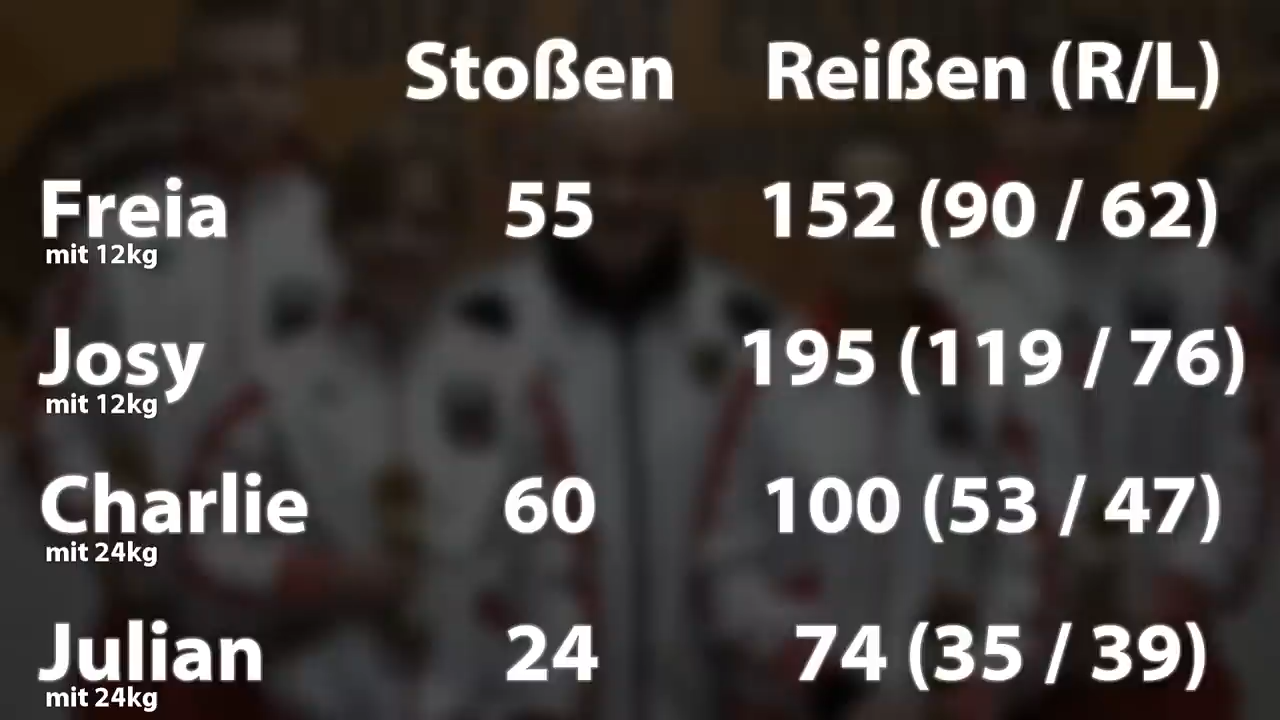 Stoßen Reißen (R/L)
Freia 55 152 (90 / 62)
mit 12kg
Josy 195 (119 / 76)
mit 12kg
Charlie 60 100 (53 / 47)
mit 24kg
Julian 24 74 (35 / 39)
mit 24kg